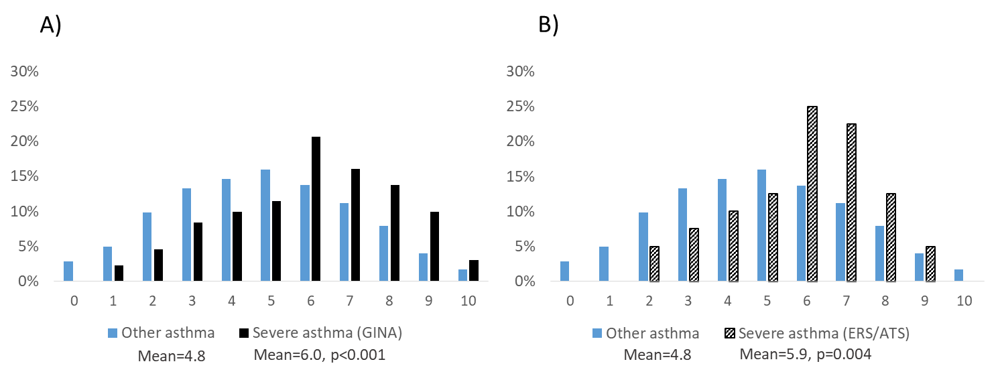 A)
30%
25%
20%
15%
10%
5%
0%
0 1 2 3 4 5 6 7 8 9 10
Other asthma Severe asthma (GINA)
Mean=4.8 Mean=6.0, p<0.001
B)
30%
25%
20%
15%
10%
5%
0%
0 1 2 3 4 5 6 7 8 9 10
Other asthma Severe asthma (ERS/ATS)
Mean=4.8 Mean=5.9, p=0.004